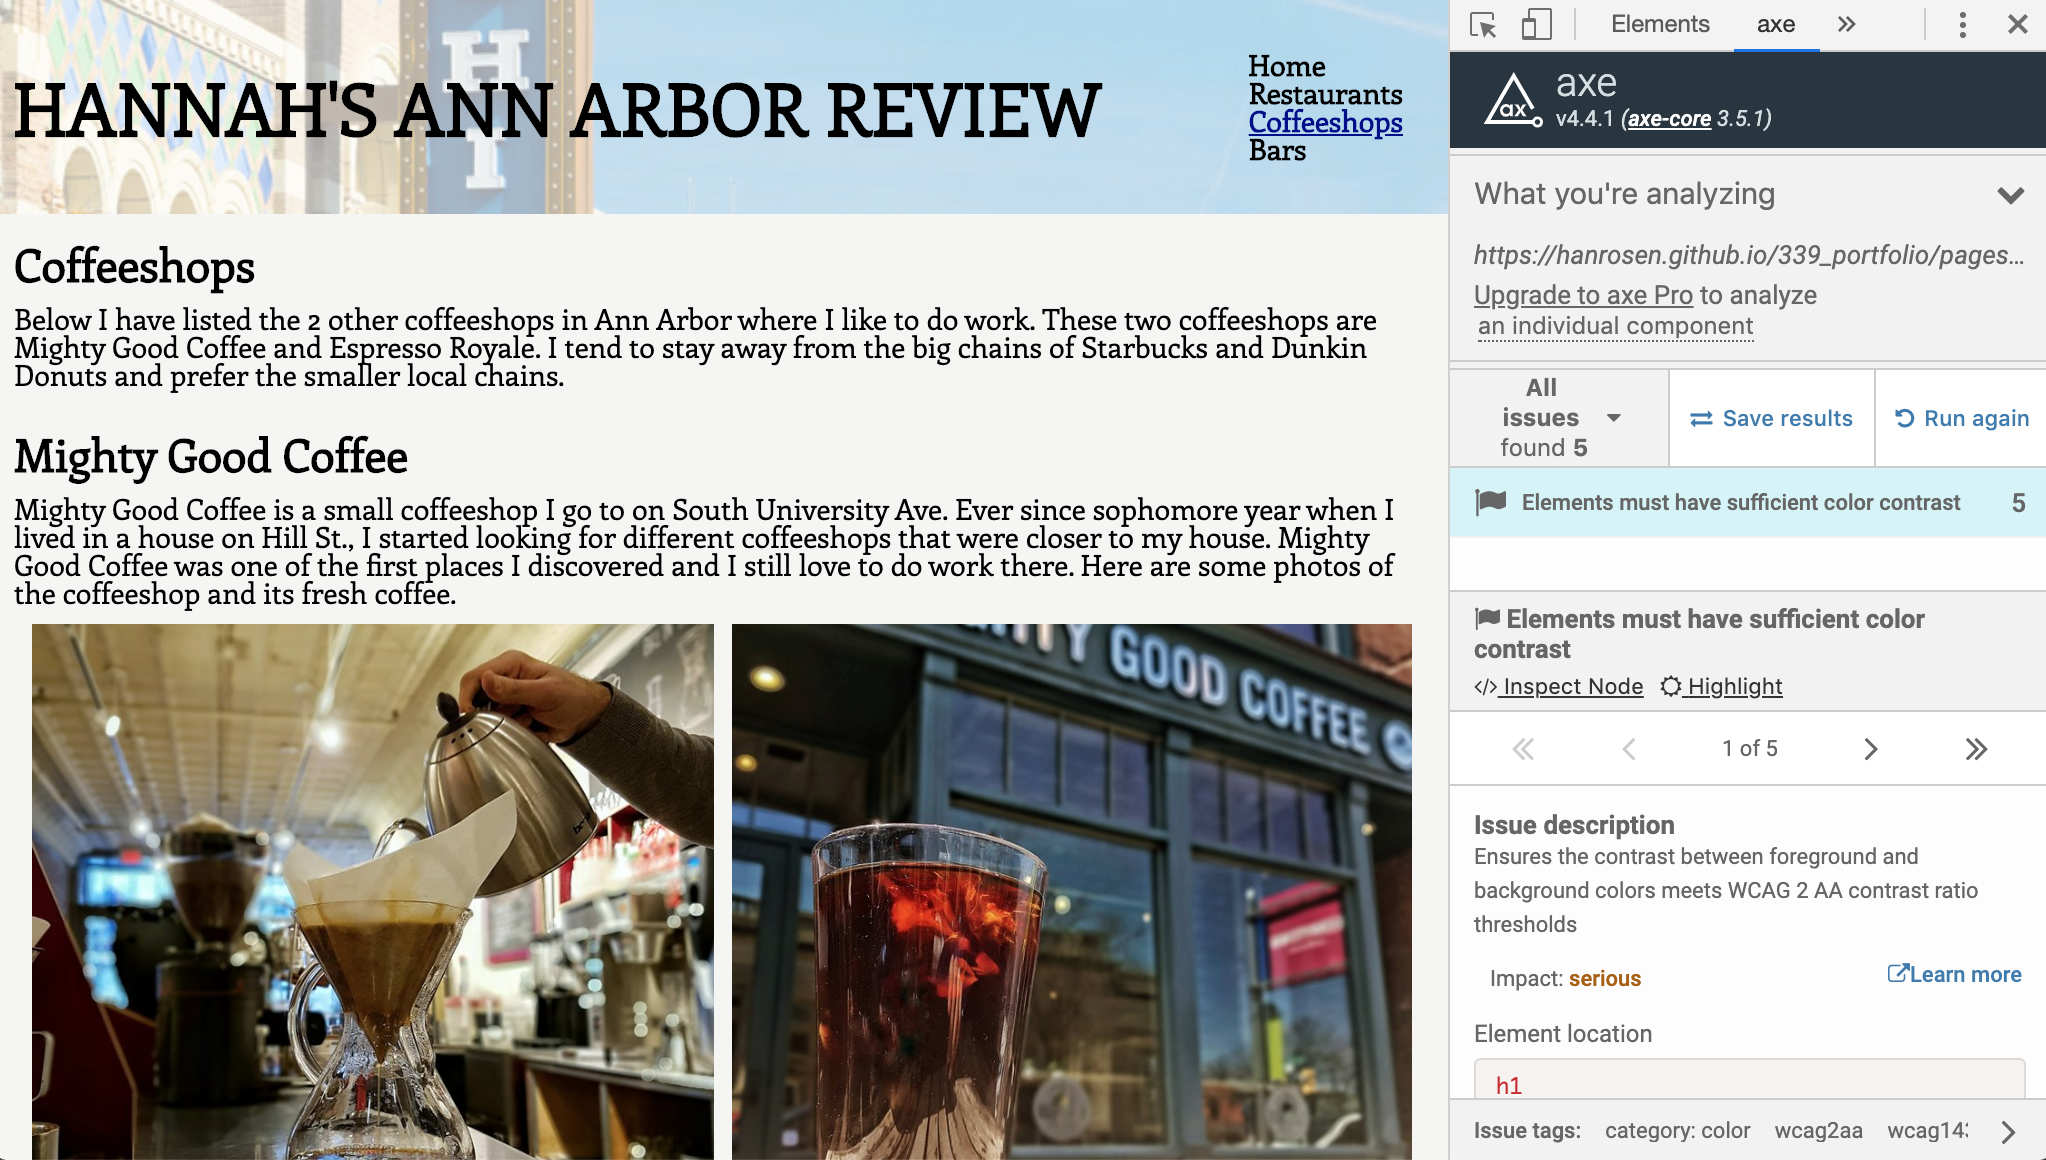 H
I
HANNAH'S ANN ARBOR REVIEW
Home
Restaurants
Coffeeshops
Bars
Coffeeshops
Below I have listed the 2 other coffeeshops in Ann Arbor where I like to do work. These two coffeeshops are
Mighty Good Coffee and Espresso Royale. I tend to stay away from the big chains of Starbucks and Dunkin
Donuts and prefer the smaller local chains.
Mighty Good Coffee
Mighty Good Coffee is a small coffeeshop I go to on South University Ave. Ever since sophomore year when I
lived in a house on Hill St., I started looking for different coffeeshops that were closer to my house. Mighty
Good Coffee was one of the first places I discovered and I still love to do work there. Here are some photos of
the coffeeshop and its fresh coffee.
GOOD COFFEE
Elements
axe
ax
axe
v4.4.1 (axe-core 3.5.1)
What you're analyzing
https://hanrosen.github.io/339_portfolio/pages...
Upgrade to axe Pro to analyze
an individual component
All
issues
found 5
Save results
Run again
Elements must have sufficient color contrast 5
Elements must have sufficient color
contrast
</> Inspect Node Highlight
1 of 5
Issue description
Ensures the contrast between foreground and
background colors meets WCAG 2 AA contrast ratio
thresholds
Impact: serious
Learn more
Element location
h1
Issue tags: category: color wcag2aa wcag143